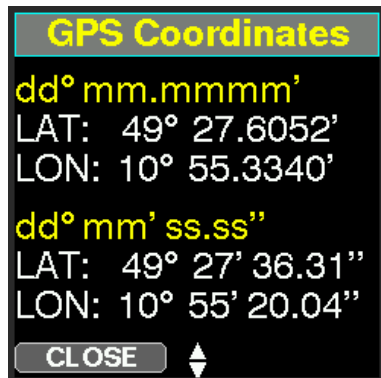 GPS Coordinates
dd° mm.mmmm’
LAT: 49° 27.6052’
LON: 10° 55.3340’
dd° mm’ ss.ss’’
LAT: 49° 27’ 36.31’’
LON: 10° 55’ 20.04’’
CLOSE